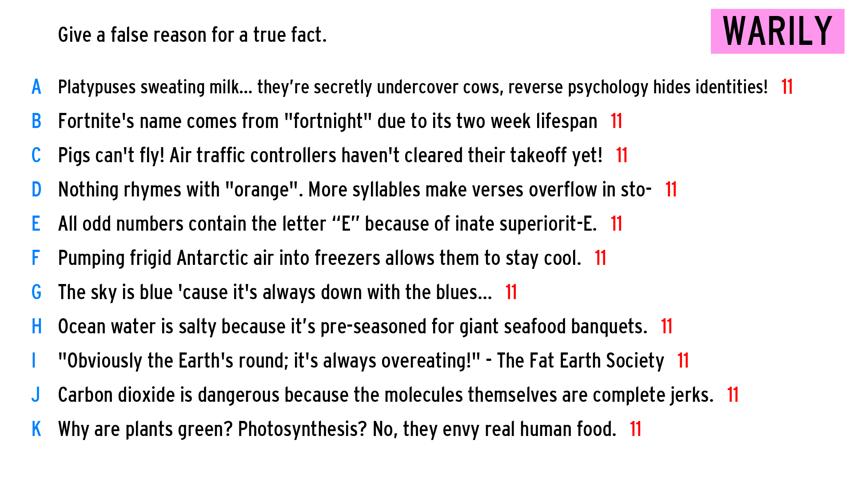 Give a false reason for a true fact.
WARILY
A Platypuses sweating milk... they're secretly undercover cows, reverse psychology hides identities! 11
B Fortnite's name comes from "fortnight" due to its two week lifespan 11
C Pigs can't fly! Air traffic controllers haven't cleared their takeoff yet! 11
D Nothing rhymes with "orange". More syllables make verses overflow in sto- 11
E All odd numbers contain the letter “E” because of inate superiorit-E. 11
F Pumping frigid Antarctic air into freezers allows them to stay cool. 11
G The sky is blue 'cause it's always down with the blues... 11
H Ocean water is salty because it’s pre-seasoned for giant seafood banquets. 11
I "Obviously the Earth's round; it's always overeating!" - The Fat Earth Society 11
J Carbon dioxide is dangerous because the molecules themselves are complete jerks. 11
K Why are plants green? Photosynthesis? No, they envy real human food. 11